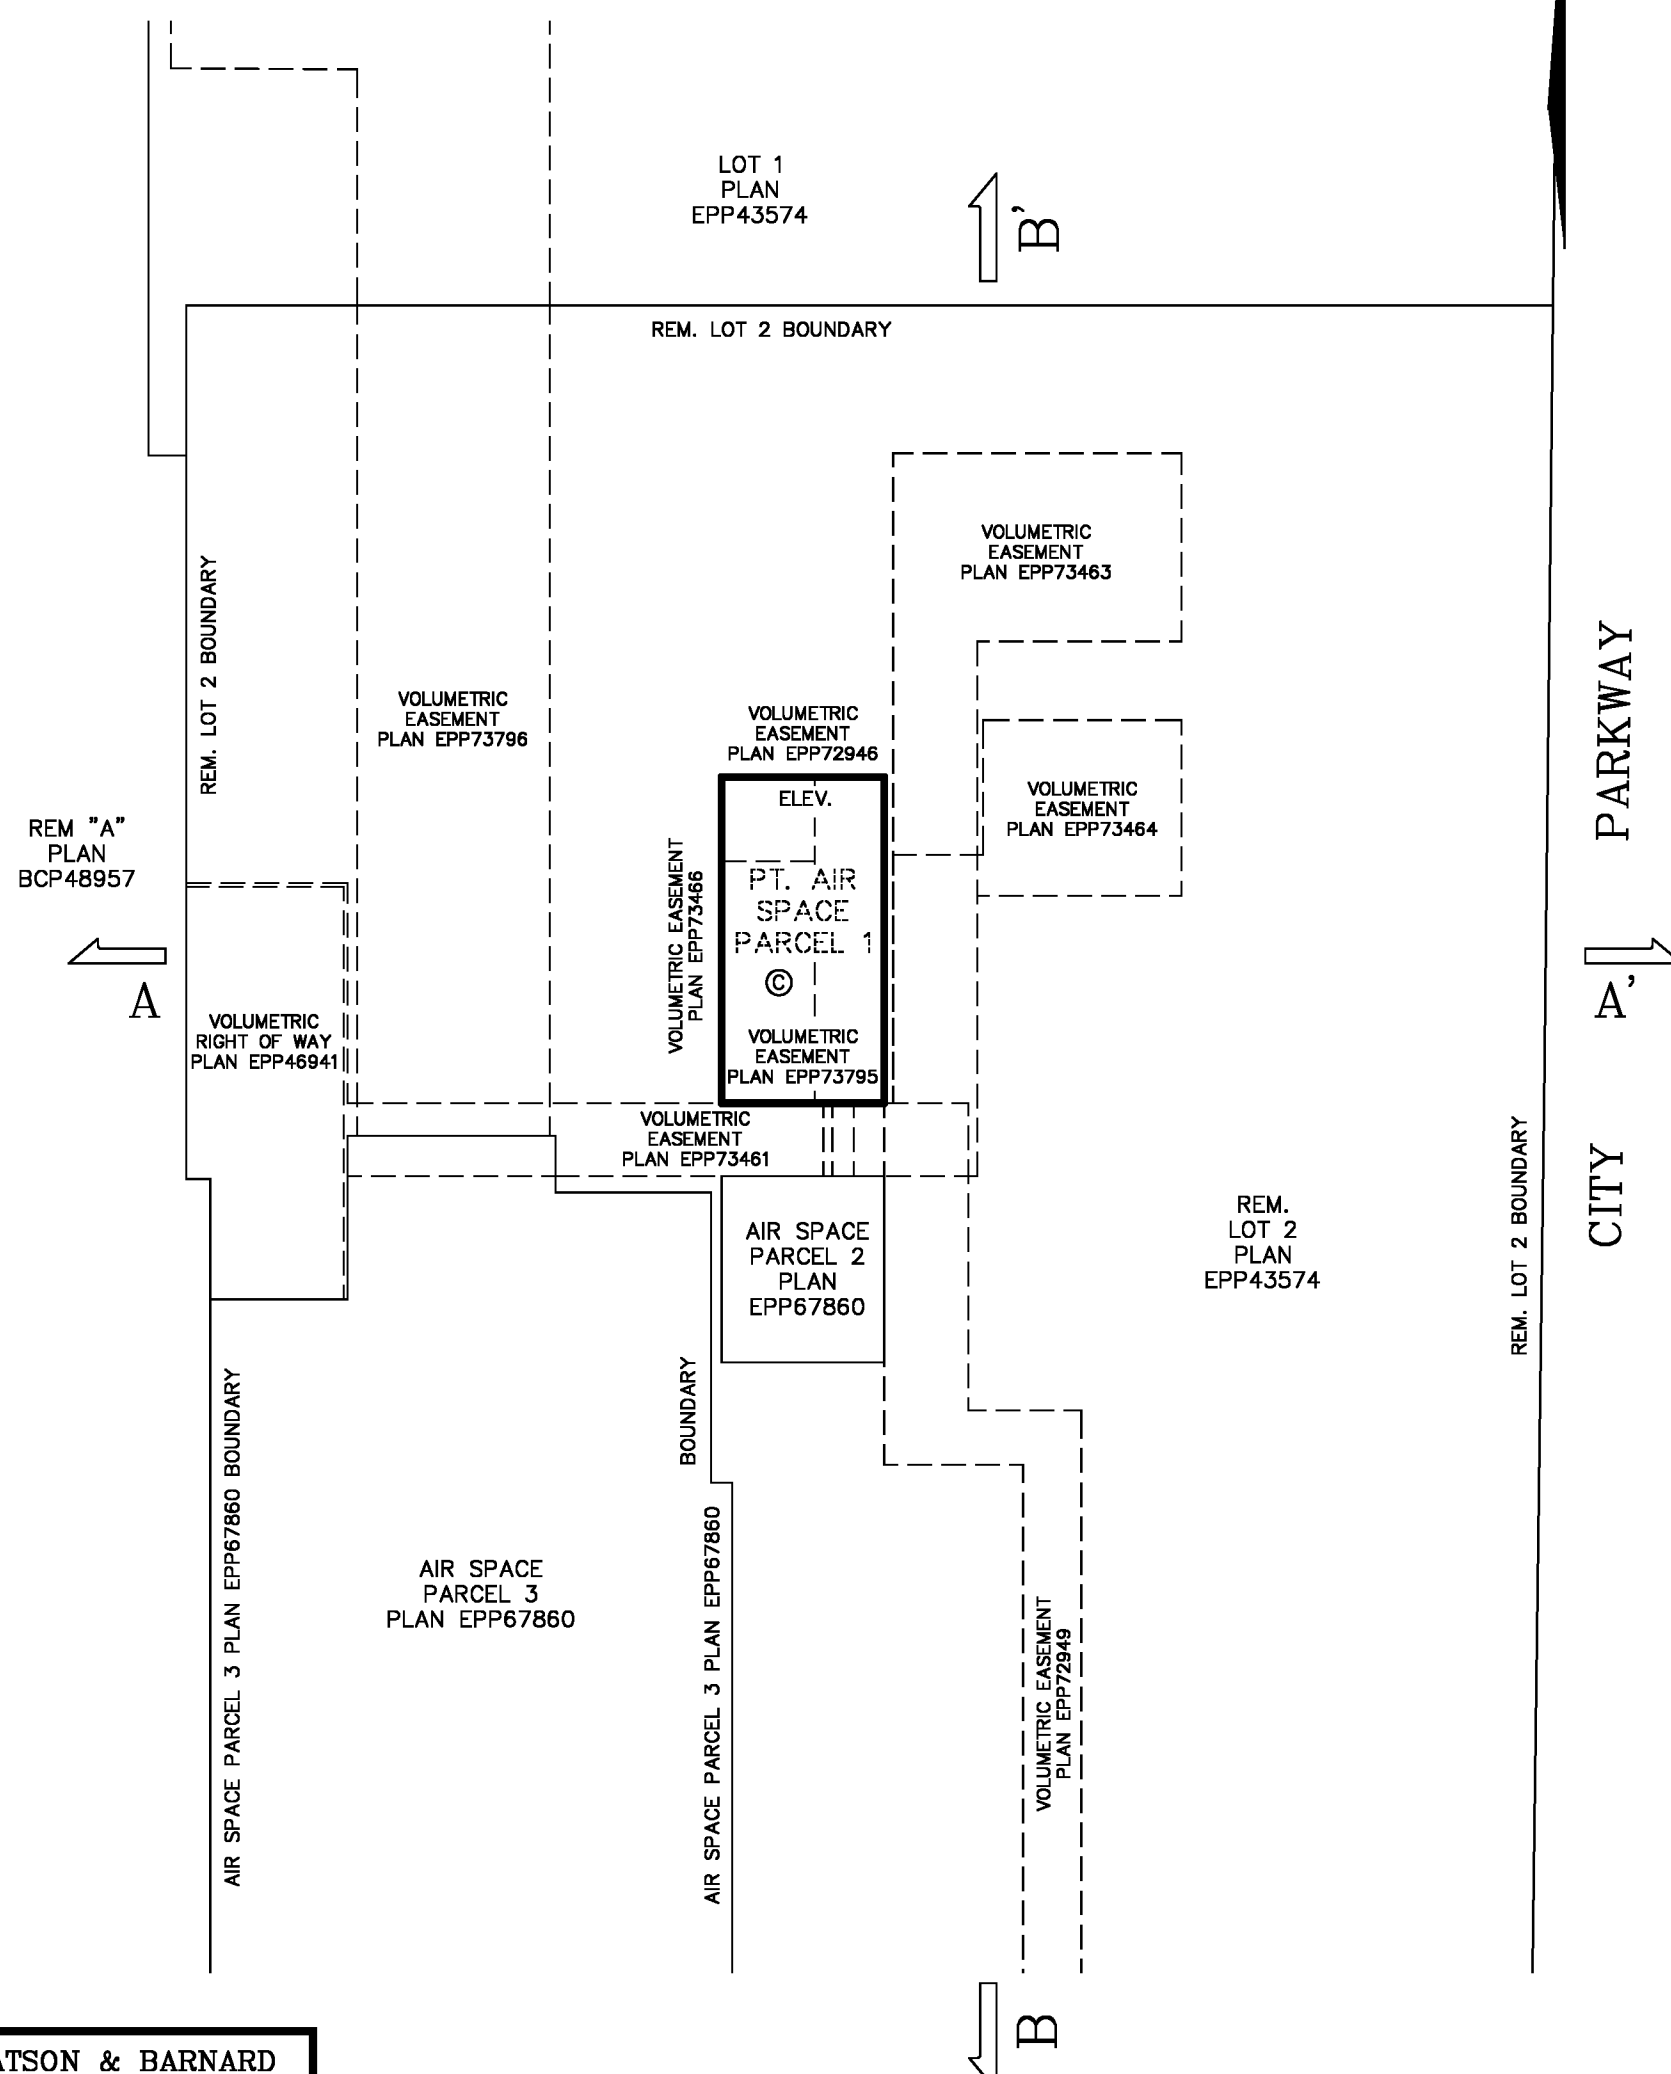 LOT 1
PLAN
EPP43574
B'
REM. LOT 2 BOUNDARY
VOLUMETRIC
EASEMENT
PLAN EPP73463
REM. LOT 2 BOUNDARY
VOLUMETRIC
EASEMENT
PLAN EPP73796
VOLUMETRIC
EASEMENT
PLAN EPP72946
PARKWAY
ELEV.
VOLUMETRIC
EASEMENT
PLAN EPP73464
REM "A"
PLAN
BCP48957
VOLUMETRIC EASEMENT
PLAN EPP73466
PT. AIR
SPACE
PARCEL 1
©
A
A'
VOLUMETRIC
RIGHT OF WAY
PLAN EPP46941
VOLUMETRIC
EASEMENT
PLAN EPP73795
VOLUMETRIC
EASEMENT
PLAN EPP73461
CITY
REM. LOT 2 BOUNDARY
AIR SPACE
PARCEL 2
PLAN
EPP67860
REM.
LOT 2
PLAN
EPP43574
AIR SPACE PARCEL 3 PLAN EPP67860 BOUNDARY
AIR SPACE PARCEL 3 PLAN EPP67860
BOUNDARY
AIR SPACE
PARCEL 3
PLAN EPP67860
VOLUMETRIC EASEMENT
PLAN EPP72949
B
ATSON & BARNARD